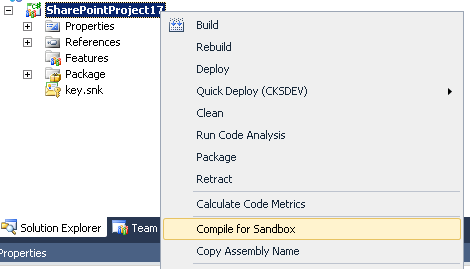 SharePointProject17
Properties
References
Features
Package
key.snk
Build
Rebuild
Deploy
Quick Deploy (CKSDEV)
Clean
Run Code Analysis
Package
Retract
Calculate Code Metrics
Compile for Sandbox
Copy Assembly Name
Solution Explorer
Team
Properties